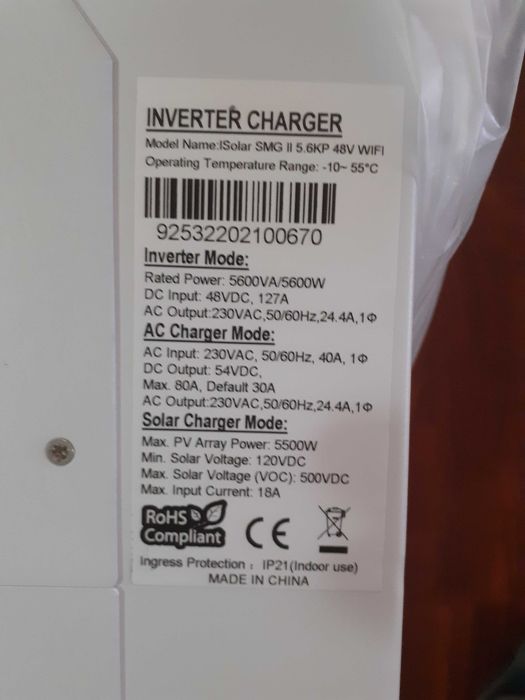 INVERTER CHARGER
Model Name:ISolar SMG II 5.6KP 48V WIFI
Operating Temperature Range: -10~ 55°C
92532202100670
Inverter Mode:
Rated Power: 5600VA/5600W
DC Input: 48VDC, 127A
AC Output:230VAC,50/60Hz,24.4A,1Φ
AC Charger Mode:
AC Input: 230VAC, 50/60Hz, 40A, 1Φ
DC Output: 54VDC,
Max. 80A, Default 30A
AC Output:230VAC,50/60Hz,24.4A,1Φ
Solar Charger Mode:
Max. PV Array Power: 5500W
Min. Solar Voltage: 120VDC
Max. Solar Voltage (VOC): 500VDC
Max. Input Current: 18A
RoHS
Compliant
CE
Ingress Protection : IP21(Indoor use)
MADE IN CHINA